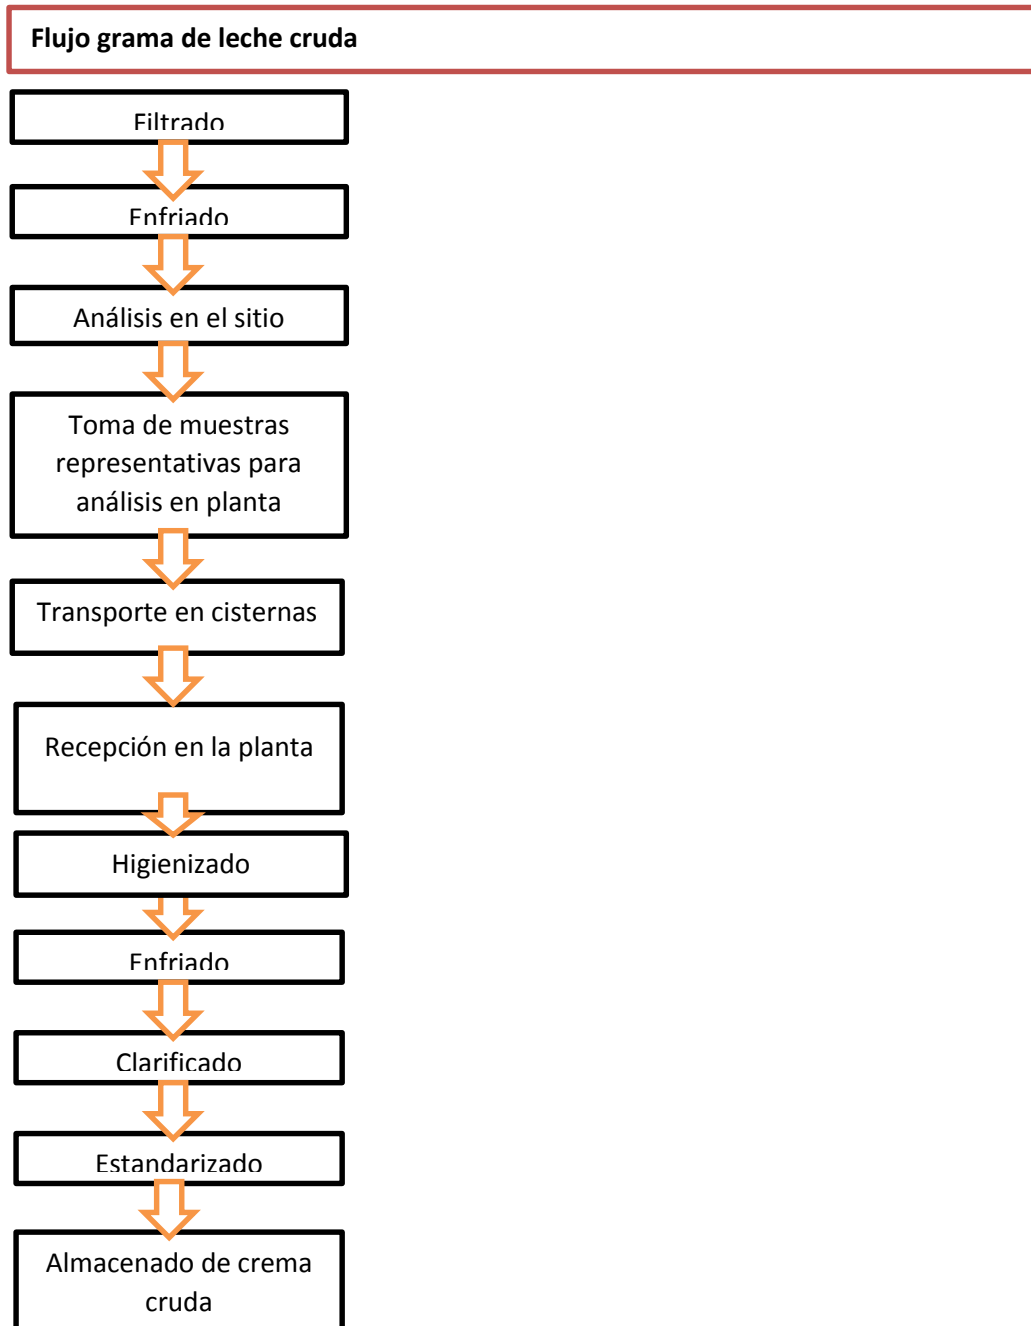 Flujo grama de leche cruda
Filtrado
Enfriado
Análisis en el sitio
Toma de muestras
representativas para
análisis en planta
Transporte en cisternas
Recepción en la planta
Higienizado
Enfriado
Clarificado
Estandarizado
Almacenado de crema
cruda